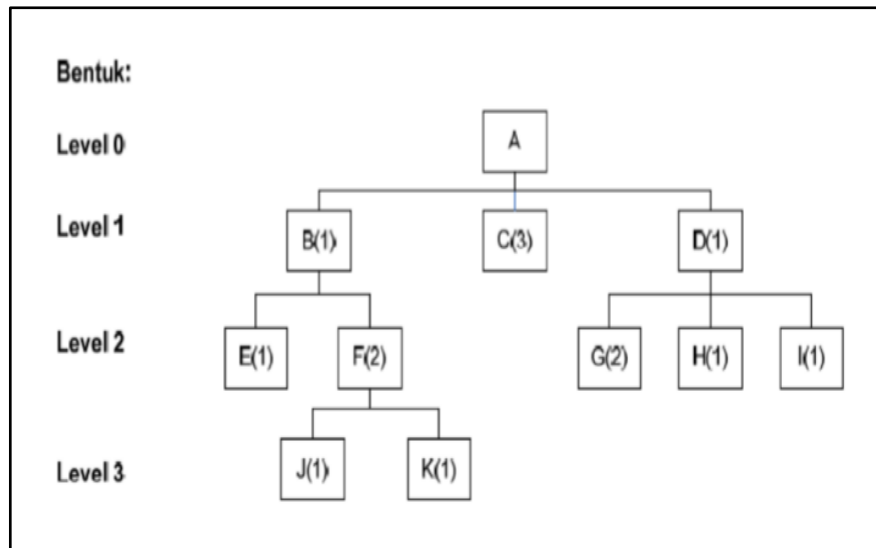 Bentuk:
Level 0
A
Level 1
B(1)
C(3)
D(1)
Level 2
E(1)
F(2)
G(2)
H(1)
I(1)
Level 3
J(1)
K(1)